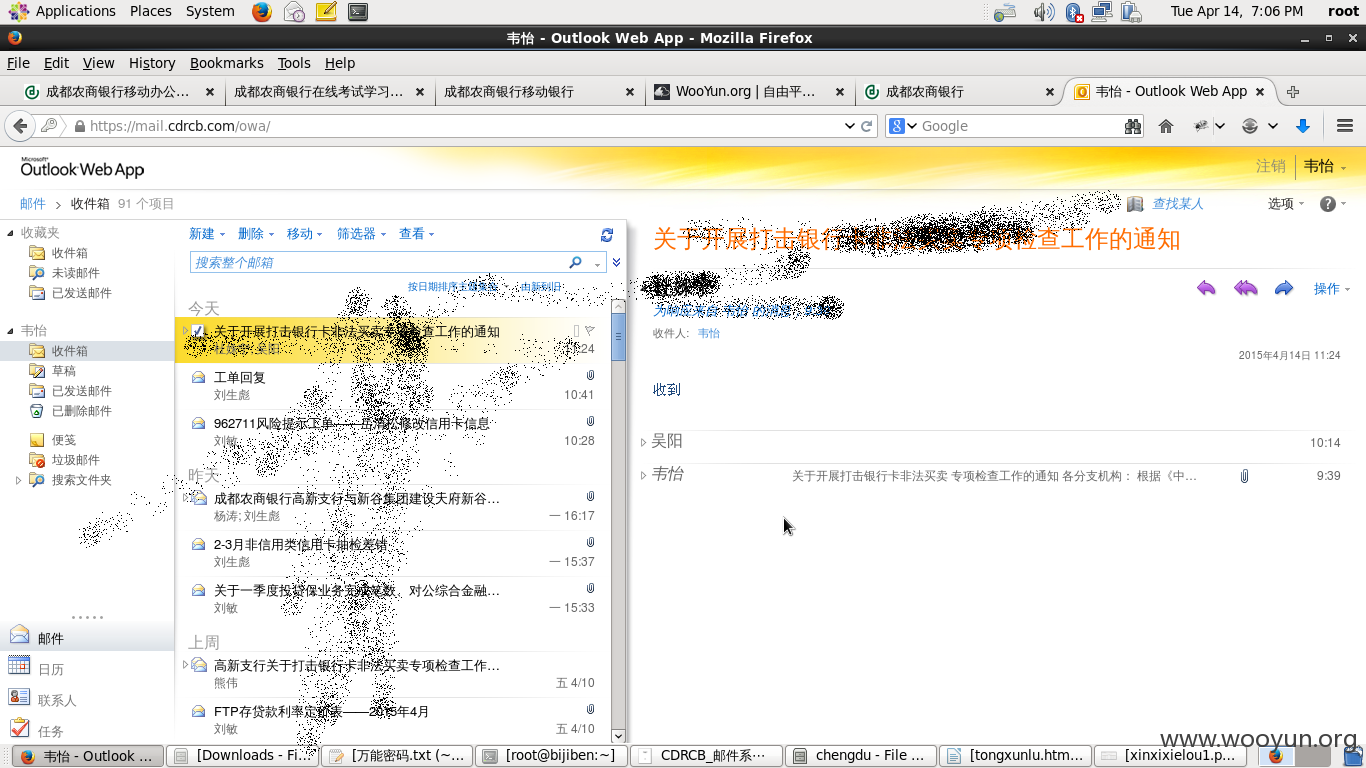 Applications Places System
Tue Apr 14, 7:06 PM root
韦怡 - Outlook Web App - Mozilla Firefox
File Edit View History Bookmarks Tools Help
成都农商银行移动办公…
成都农商银行在线考试学习…
成都农商银行移动银行
WooYun.org | 自由平…
成都农商银行
韦怡 - Outlook Web App
https://mail.cdrcb.com/owa/
Google
Microsoft
Outlook Web App
注销 韦怡
邮件 › 收件箱 91 个项目
查找某人 选项
收藏夹
收件箱
未读邮件
已发送邮件
韦怡
收件箱
草稿
已发送邮件
已删除邮件
便笺
垃圾邮件
搜索文件夹
邮件
日历
联系人
任务
新建 删除 移动 筛选器 查看
搜索整个邮箱
今天
关于开展打击银行卡非法买卖专项检查工作的通知
工单回复
刘生彪 10:41
962711风险提示工单——岳清松修改信用卡信息
刘敏 10:28
昨天
成都农商银行高新支行与新谷集团建设天府新谷…
杨涛; 刘生彪 一 16:17
2-3月非信用类信用卡抽检差错
刘生彪 一 15:37
关于一季度投贷保业务完成笔数、对公综合金融…
刘敏 一 15:33
上周
高新支行关于打击银行卡非法买卖专项检查工作…
熊伟 五 4/10
FTP存贷款利率定价表——2015年4月
刘敏 五 4/10
关于开展打击银行卡非法买卖专项检查工作的通知
操作
收件人: 韦怡
2015年4月14日 11:24
收到
吴阳 10:14
韦怡 关于开展打击银行卡非法买卖 专项检查工作的通知 各分支机构： 根据《中… 9:39
www.wooyun.org
韦怡 - Outlook ...
[Downloads - Fi...
[万能密码.txt (~...
[root@bijiben:~]
CDRCB_邮件系...
chengdu - File ...
[tongxunlu.htm...
[xinxixielou1.p...